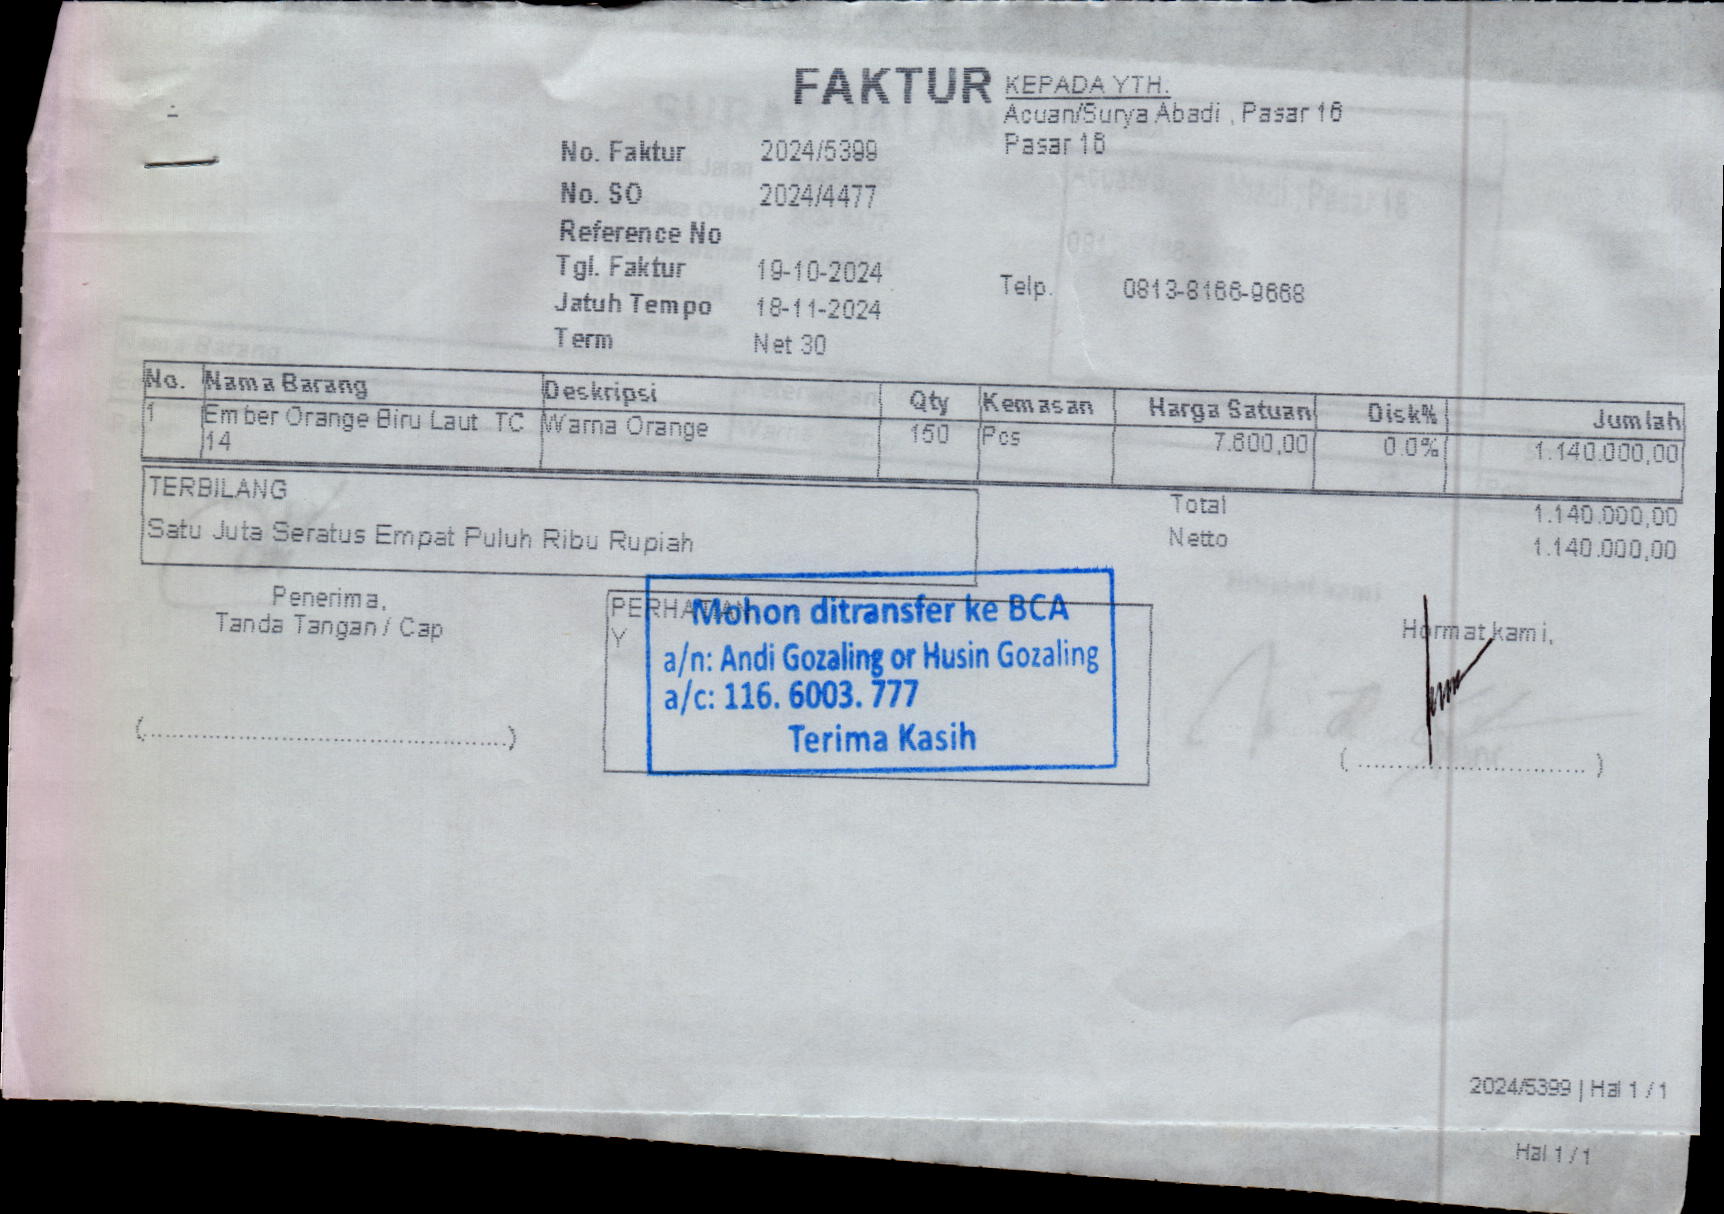 FAKTUR
KEPADA YTH.
Acuan/Surya Abadi , Pasar 16
Pasar 16
No. Faktur 2024/5399
No. SO 2024/4477
Reference No
Tgl. Faktur 19-10-2024
Telp. 0813-8166-9668
Jatuh Tempo 18-11-2024
Term Net 30
No. Nama Barang Deskripsi Qty Kemasan Harga Satuan Disk% Jumlah
1 Ember Orange Biru Laut TC Warna Orange 150 Pcs 7.600,00 0.0% 1.140.000,00
14
TERBILANG
Satu Juta Seratus Empat Puluh Ribu Rupiah
Total 1.140.000,00
Netto 1.140.000,00
Penerima,
Tanda Tangan / Cap
(..................................................)
PERHATIAN
Y
Mohon ditransfer ke BCA
a/n: Andi Gozaling or Husin Gozaling
a/c: 116. 6003. 777
Terima Kasih
Hormat kami,
( ................................ )
2024/5399 | Hal 1 / 1
Hal 1 / 1